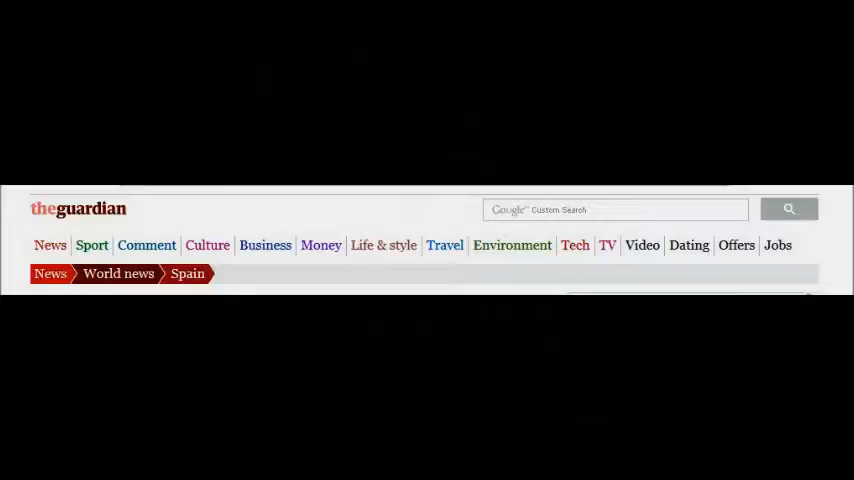 theguardian
Google™ Custom Search
News Sport Comment Culture Business Money Life & style Travel Environment Tech TV Video Dating Offers Jobs
News World news Spain